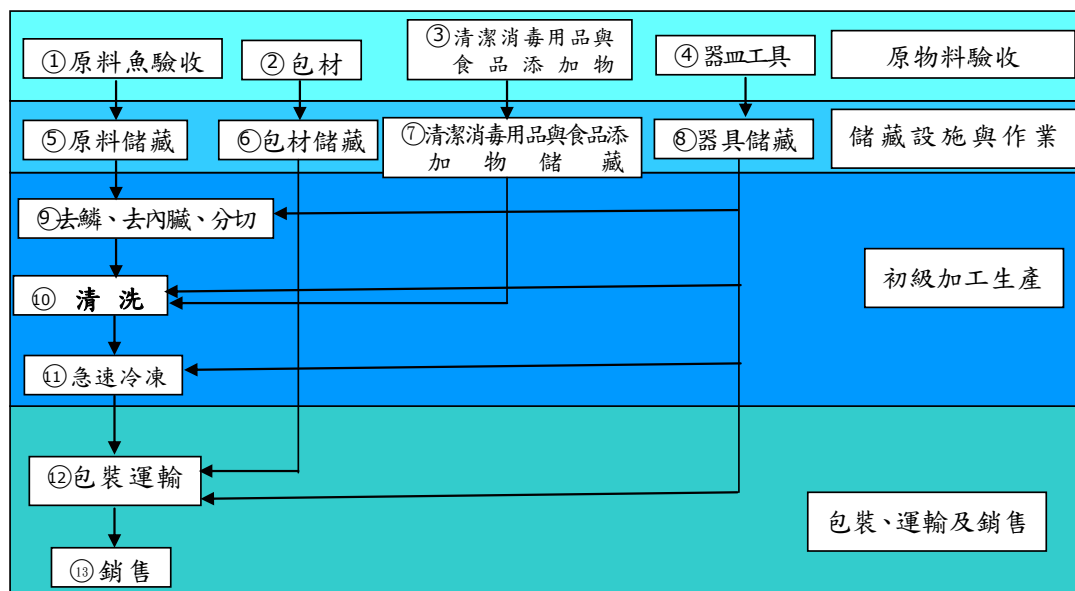 ①原料魚驗收
②包材
③清潔消毒用品與
食品添加物
④器皿工具
原物料驗收
⑤原料儲藏
⑥包材儲藏
⑦清潔消毒用品與食品添
加物儲藏
⑧器具儲藏
儲藏設施與作業
⑨去鱗、去內臟、分切
⑩ 清洗
初級加工生產
⑪急速冷凍
⑫包裝運輸
包裝、運輸及銷售
⑬銷售